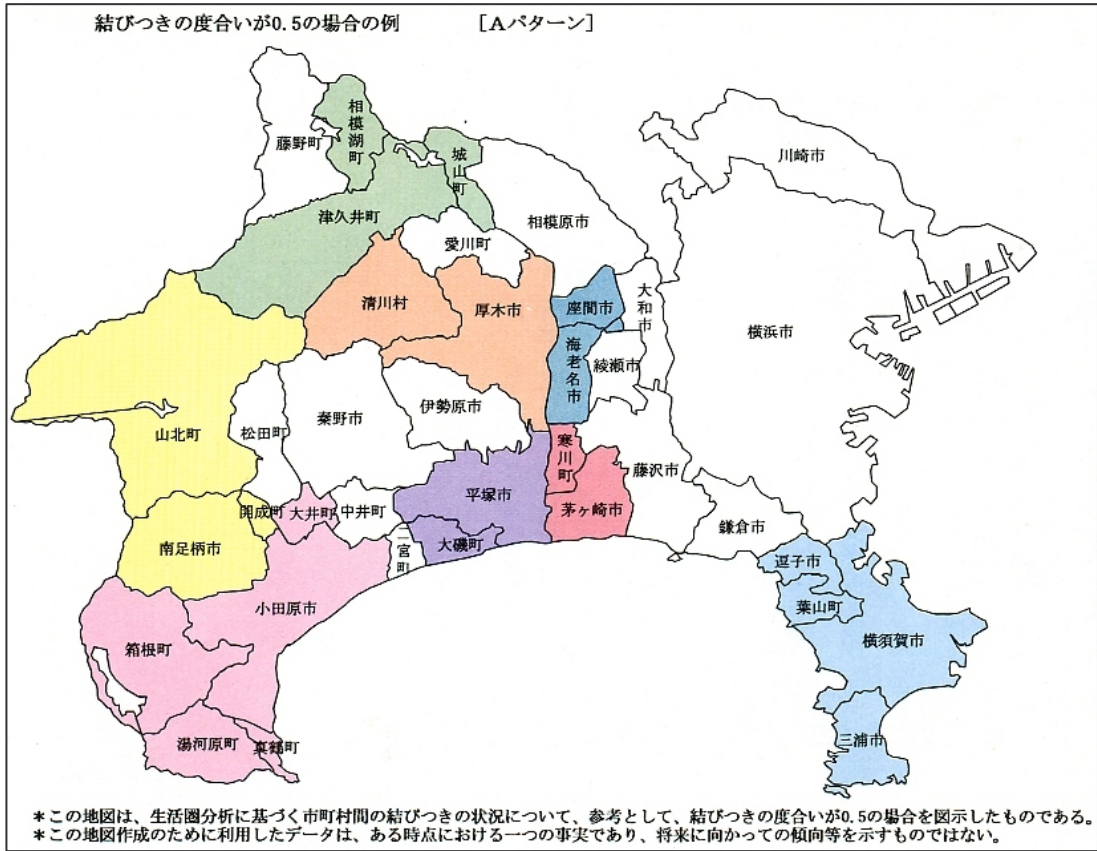 結びつきの度合いが0.5の場合の例 [Aパターン]
藤野町
相模湖町
城山町
川崎市
津久井町
相模原市
愛川町
清川村
厚木市
座間市
大和市
横浜市
海老名市
綾瀬市
伊勢原市
秦野市
松田町
山北町
寒川町
藤沢市
平塚市
茅ヶ崎市
開成町
大井町
中井町
鎌倉市
二宮町
大磯町
南足柄市
逗子市
葉山町
小田原市
箱根町
横須賀市
湯河原町
真鶴町
三浦市
*この地図は、生活圏分析に基づく市町村間の結びつきの状況について、参考として、結びつきの度合いが0.5の場合を図示したものである。
*この地図作成のために利用したデータは、ある時点における一つの事実であり、将来に向かっての傾向等を示すものではない。